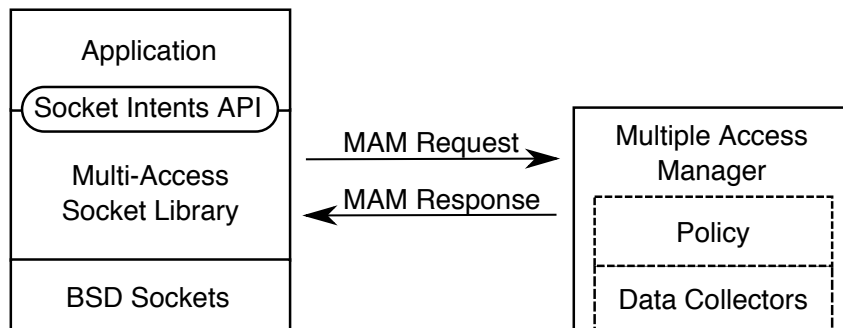 Application
Socket Intents API
Multi-Access
Socket Library
BSD Sockets
MAM Request
MAM Response
Multiple Access
Manager
Policy
Data Collectors